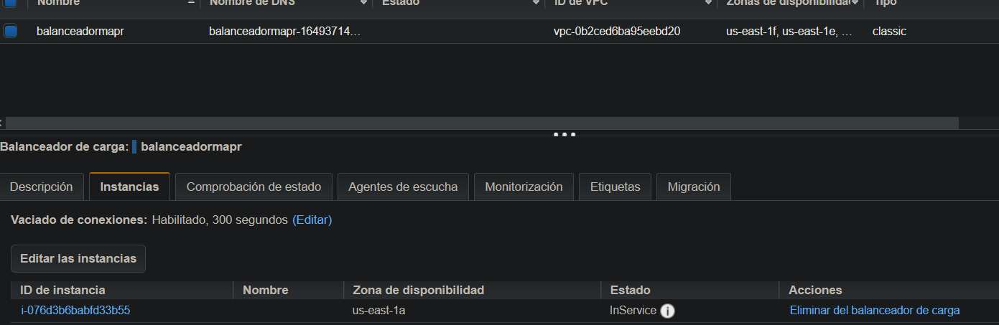 Nombre Nombre de DNS Estado ID de VPC Zonas de disponibilidad Tipo
balanceadormapr balanceadormapr-16493714... vpc-0b2ced6ba95eebd20 us-east-1f, us-east-1e, ... classic
Balanceador de carga: balanceadormapr
Descripción Instancias Comprobación de estado Agentes de escucha Monitorización Etiquetas Migración
Vaciado de conexiones: Habilitado, 300 segundos (Editar)
Editar las instancias
ID de instancia Nombre Zona de disponibilidad Estado Acciones
i-076d3b6babfd33b55 us-east-1a InService Eliminar del balanceador de carga